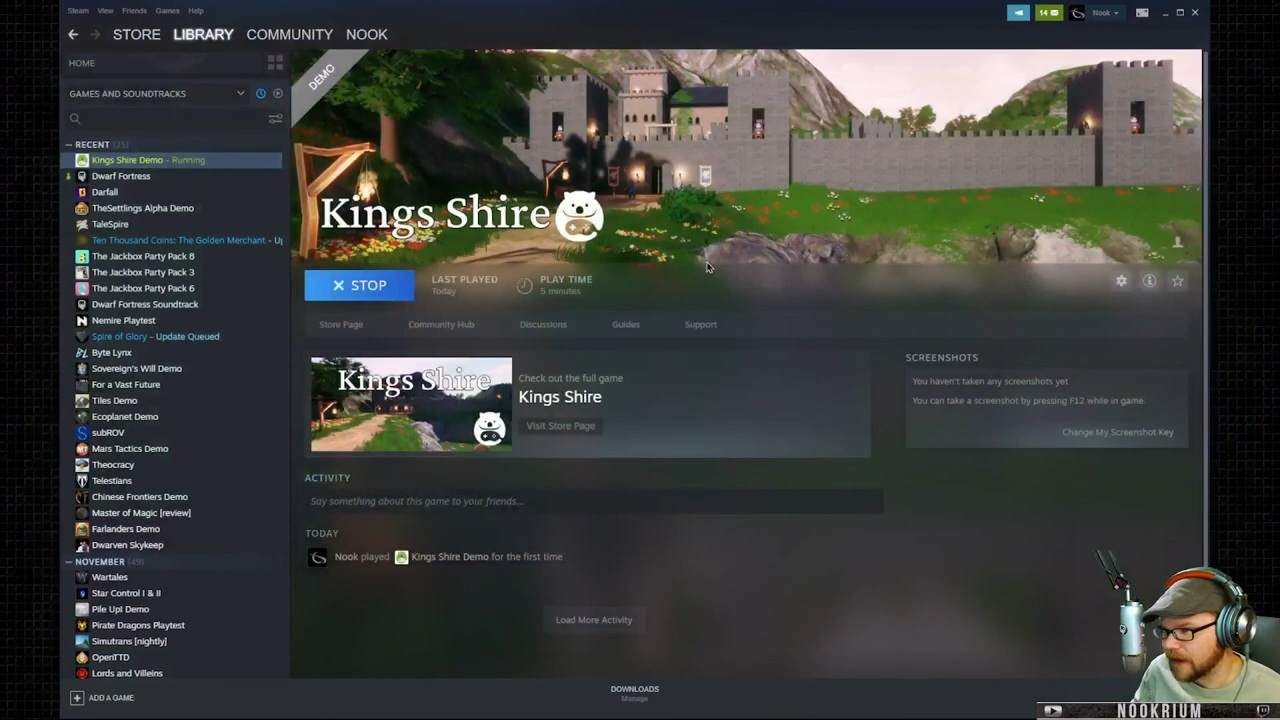 Steam View Friends Games Help
14 Nook
STORE LIBRARY COMMUNITY NOOK
HOME
GAMES AND SOUNDTRACKS
RECENT (23)
Kings Shire Demo - Running
Dwarf Fortress
Darfall
TheSettlings Alpha Demo
TaleSpire
Ten Thousand Coins: The Golden Merchant - Up
The Jackbox Party Pack 8
The Jackbox Party Pack 3
The Jackbox Party Pack 6
Dwarf Fortress Soundtrack
Nemire Playtest
Spire of Glory - Update Queued
Byte Lynx
Sovereign's Will Demo
For a Vast Future
Tiles Demo
Ecoplanet Demo
subROV
Mars Tactics Demo
Theocracy
Telestians
Chinese Frontiers Demo
Master of Magic [review]
Farlanders Demo
Dwarven Skykeep
NOVEMBER (49)
Wartales
Star Control I & II
Pile Up! Demo
Pirate Dragons Playtest
Simutrans [nightly]
OpenTTD
Lords and Villeins
ADD A GAME
DEMO
Kings Shire
STOP
LAST PLAYED
Today
PLAY TIME
5 minutes
Store Page Community Hub Discussions Guides Support
Kings Shire
Check out the full game
Kings Shire
Visit Store Page
SCREENSHOTS
You haven't taken any screenshots yet
You can take a screenshot by pressing F12 while in game.
Change My Screenshot Key
ACTIVITY
Say something about this game to your friends...
TODAY
Nook played Kings Shire Demo for the first time
Load More Activity
DOWNLOADS
Manage
NOOKRIUM